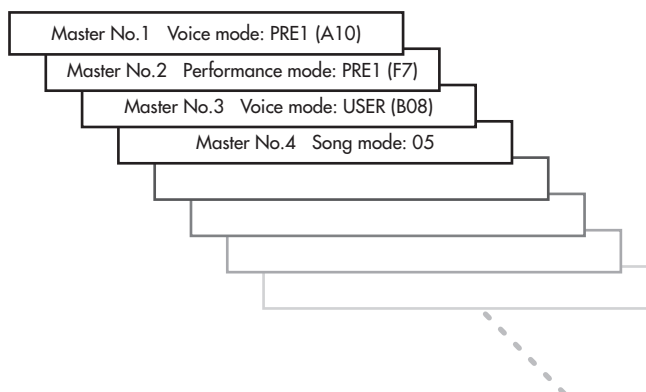 Master No.1 Voice mode: PRE1 (A10)
Master No.2 Performance mode: PRE1 (F7)
Master No.3 Voice mode: USER (B08)
Master No.4 Song mode: 05